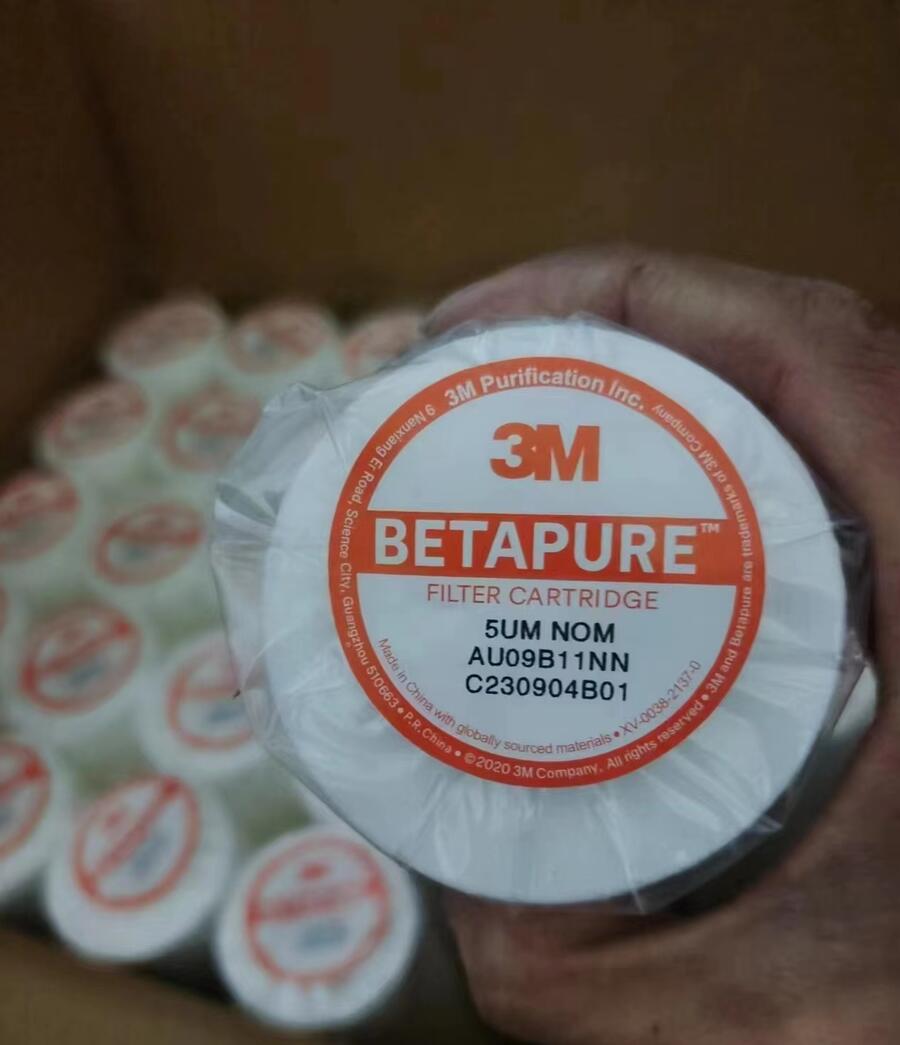 3M Purification Inc.
3M
BETAPURE™
FILTER CARTRIDGE
5UM NOM
AU09B11NN
C230904B01
Made in China with globally sourced materials • XV-0038-2137-0
9 Nanxiang Er Road, Science City, Guangzhou 510663 • P.R.China • ©2020 3M Company. All rights reserved • 3M and Betapure are trademarks of 3M Company